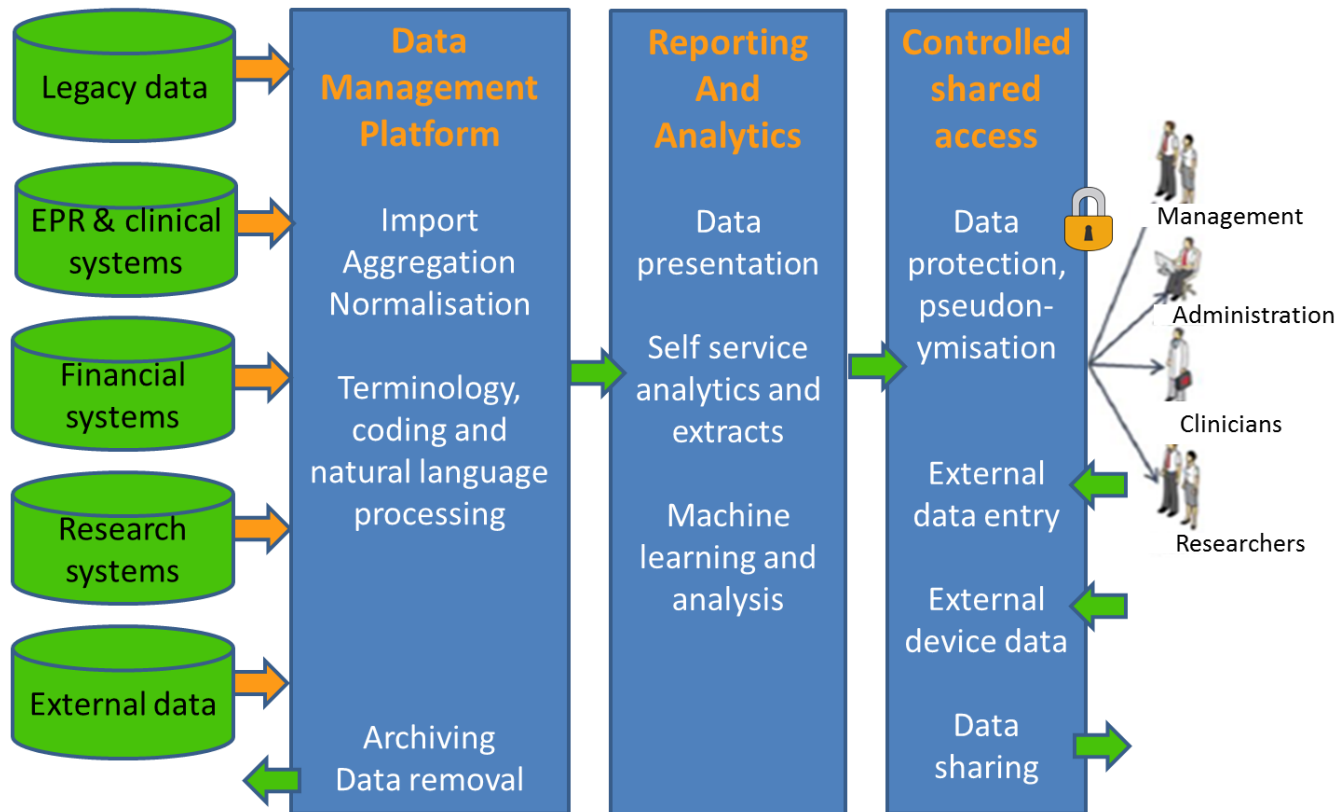 Legacy data
EPR & clinical
systems
Financial
systems
Research
systems
External data
Data
Management
Platform
Import
Aggregation
Normalisation
Terminology,
coding and
natural language
processing
Archiving
Data removal
Reporting
And
Analytics
Data
presentation
Self service
analytics and
extracts
Machine
learning and
analysis
Controlled
shared
access
Data
protection,
pseudon-
ymisation
External
data entry
External
device data
Data
sharing
Management
Administration
Clinicians
Researchers